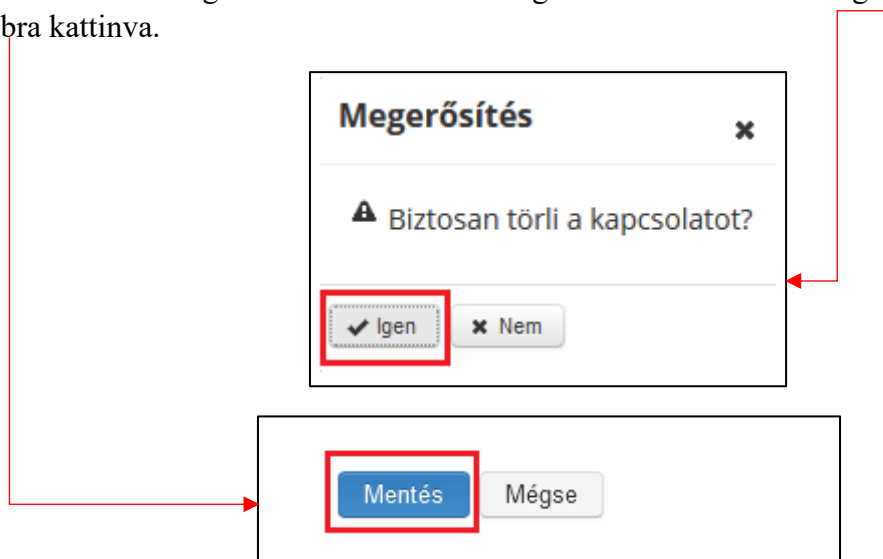 bra kattinva.
Megerősítés
Biztosan törli a kapcsolatot?
Igen Nem
Mentés Mégse